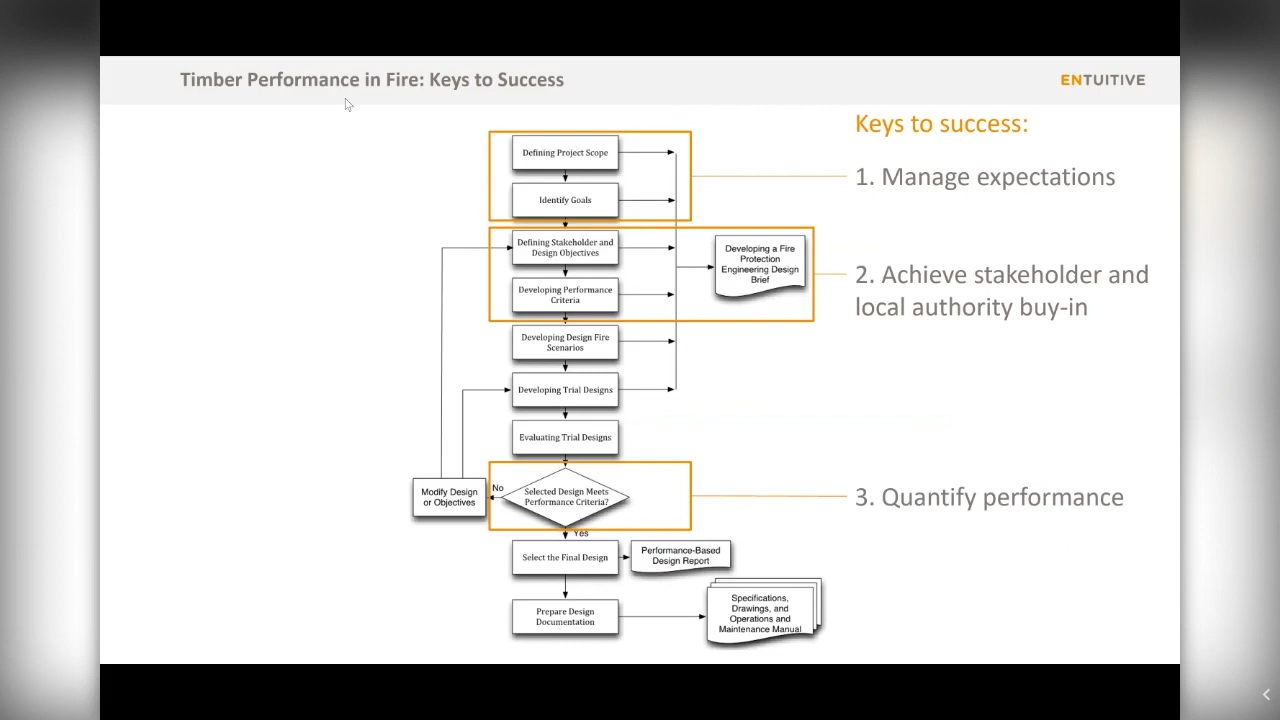 Timber Performance in Fire: Keys to Success
ENTUITIVE
Keys to success:
1. Manage expectations
2. Achieve stakeholder and
local authority buy-in
3. Quantify performance
Defining Project Scope
Identify Goals
Defining Stakeholder and
Design Objectives
Developing a Fire
Protection
Engineering Design
Brief
Developing Performance
Criteria
Developing Design Fire
Scenarios
Developing Trial Designs
Evaluating Trial Designs
Selected Design Meets
Performance Criteria?
No
Modify Design
or Objectives
Yes
Select the Final Design
Performance-Based
Design Report
Prepare Design
Documentation
Specifications,
Drawings, and
Operations and
Maintenance Manual